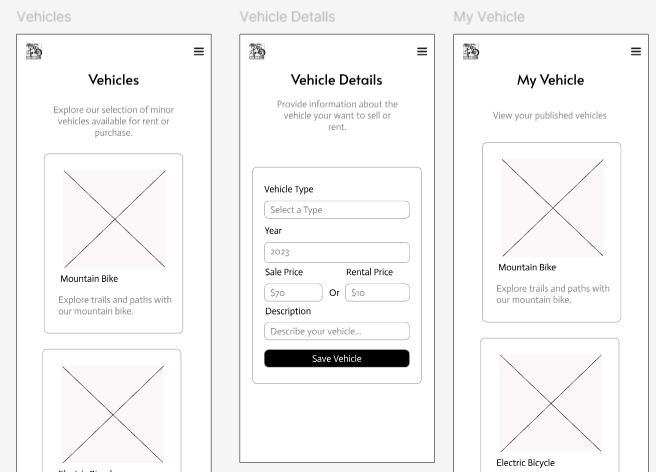 Vehicles
Vehicle Detalls
My Vehicle
Vehicles
Explore our selection of minor
vehicles available for rent or
purchase.
Mountain Bike
Explore trails and paths with
our mountain bike.
Vehicle Details
Provide information about the
vehicle your want to sell or
rent.
Vehicle Type
Select a Type
Year
2023
Sale Price
Rental Price
$70
Or
$10
Description
Describe your vehicle...
Save Vehicle
My Vehicle
View your published vehicles
Mountain Bike
Explore trails and paths with
our mountain bike.
Electric Bicycle